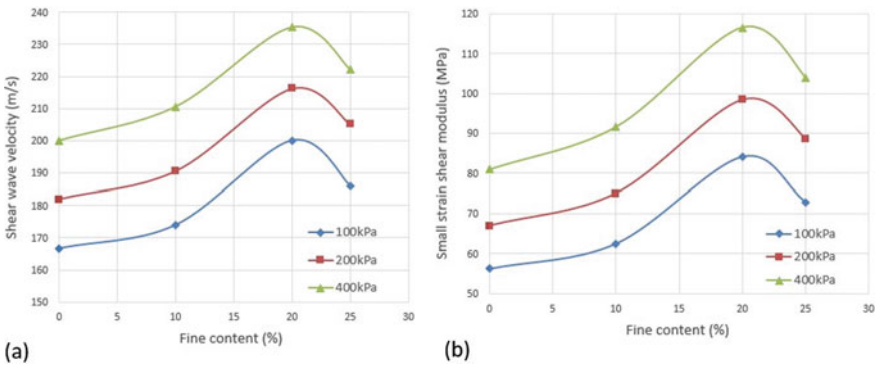 Shear wave velocity (m/s)
240
230
220
210
200
190
180
170
160
150
0
5
10
15
20
25
30
Fine content (%)
100kPa
200kPa
400kPa
(a)
Small strain shear modulus (MPa)
120
110
100
90
80
70
60
50
0
5
10
15
20
25
30
Fine content (%)
100kPa
200kPa
400kPa
(b)